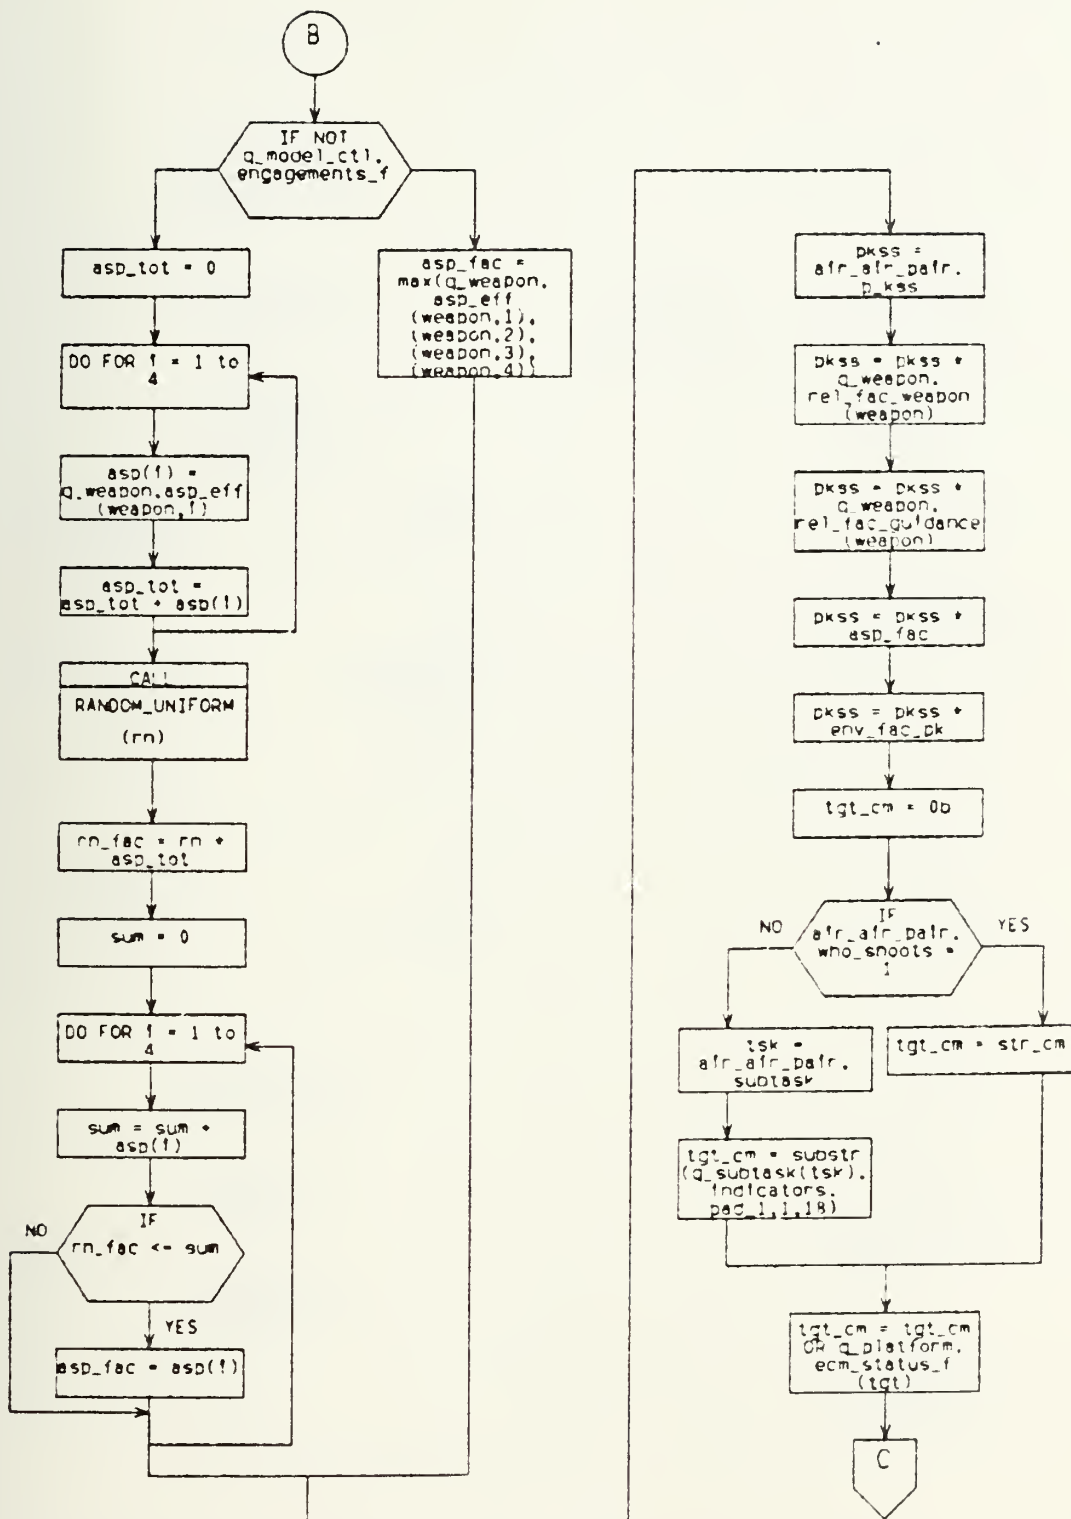 B
IF NOT
q_model_ctl.
engagements_f
asp_tot = 0
DO FOR i = 1 to
4
asp(i) =
q_weapon.asp_eff
(weapon,i)
asp_tot =
asp_tot + asp(i)
CALL
RANDOM_UNIFORM
(rn)
rn_fac = rn *
asp_tot
sum = 0
DO FOR i = 1 to
4
sum = sum +
asp(i)
IF
rn_fac <= sum
NO
YES
asp_fac = asp(i)
asp_fac =
max(q_weapon.
asp_eff
(weapon,1),
(weapon,2),
(weapon,3),
(weapon,4))
pkss =
air_air_pair.
p_kss
pkss = pkss *
q_weapon.
rel_fac_weapon
(weapon)
pkss = pkss *
q_weapon.
rel_fac_guidance
(weapon)
pkss = pkss *
asp_fac
pkss = pkss *
env_fac_pk
tgt_cm = 0b
IF
air_air_pair.
who_shoots =
1
NO
YES
tsk =
air_air_pair.
subtask
tgt_cm = str_cm
tgt_cm = substr
(q_subtask(tsk).
indicators.
pad_1,1,18)
tgt_cm = tgt_cm
OR q_platform.
ecm_status_f
(tgt)
C